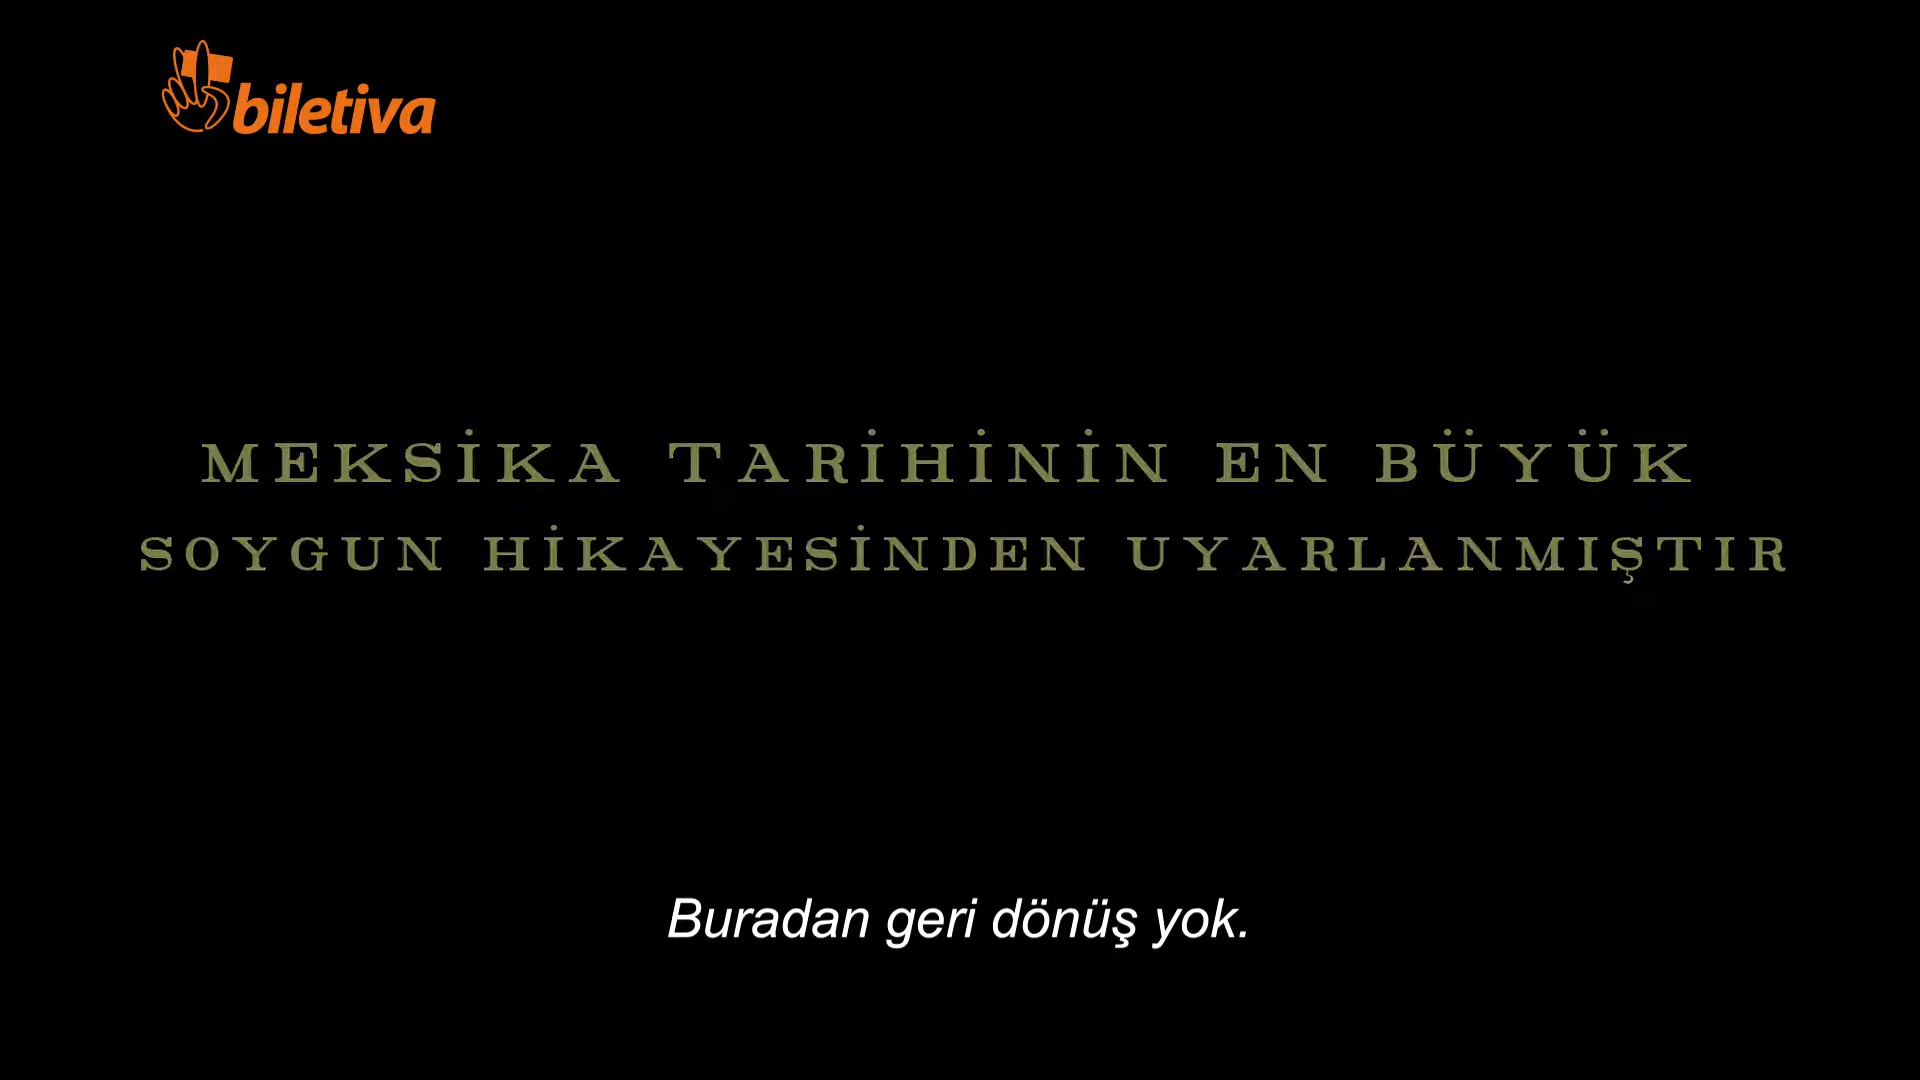 biletiva
MEKSİKA TARİHİNİN EN BÜYÜK
SOYGUN HİKAYESİNDEN UYARLANMIŞTIR
Buradan geri dönüş yok.